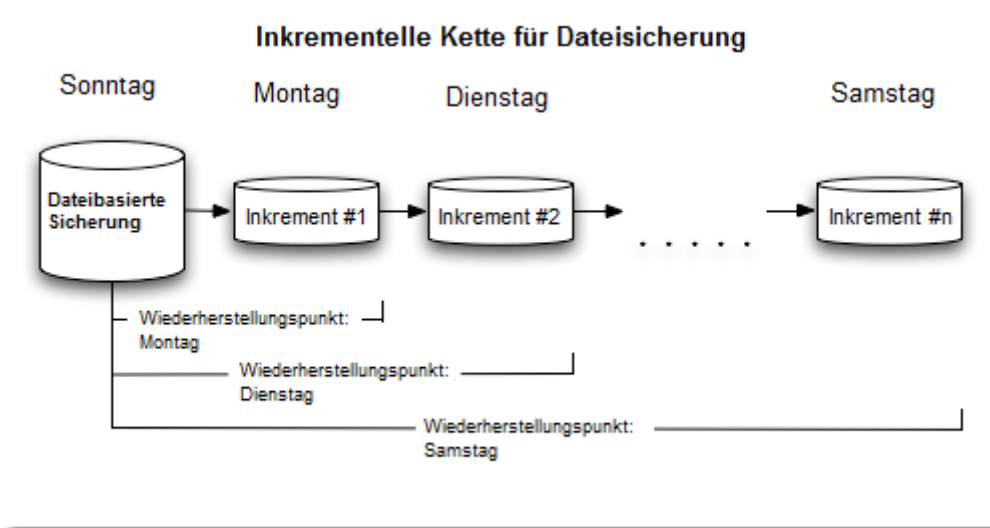 Inkrementelle Kette für Dateisicherung
Sonntag
Montag
Dienstag
Samstag
Dateibasierte
Sicherung
Inkrement #1
Inkrement #2
. . . . .
Inkrement #n
Wiederherstellungspunkt:
Montag
Wiederherstellungspunkt:
Dienstag
Wiederherstellungspunkt:
Samstag